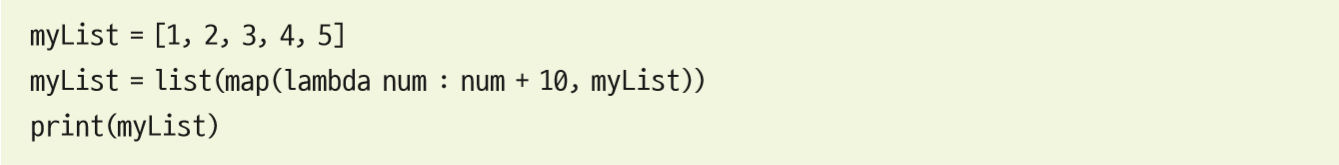 myList = [1, 2, 3, 4, 5]
myList = list(map(lambda num : num + 10, myList))
print(myList)